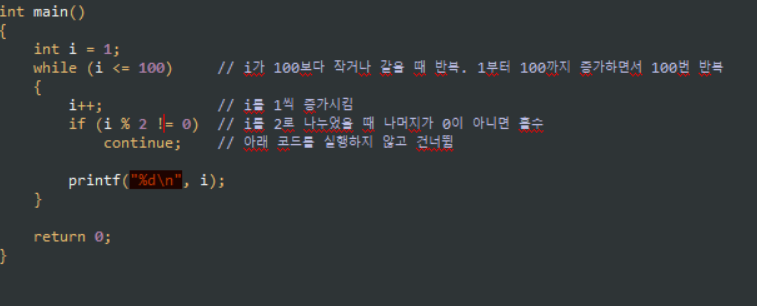 int main()
{
    int i = 1;
    while (i <= 100)     // i가 100보다 작거나 같을 때 반복. 1부터 100까지 증가하면서 100번 반복
    {
        i++;             // i를 1씩 증가시킴
        if (i % 2 != 0)  // i를 2로 나누었을 때 나머지가 0이 아니면 홀수
            continue;    // 아래 코드를 실행하지 않고 건너뜀

        printf("%d\n", i);
    }

    return 0;
}